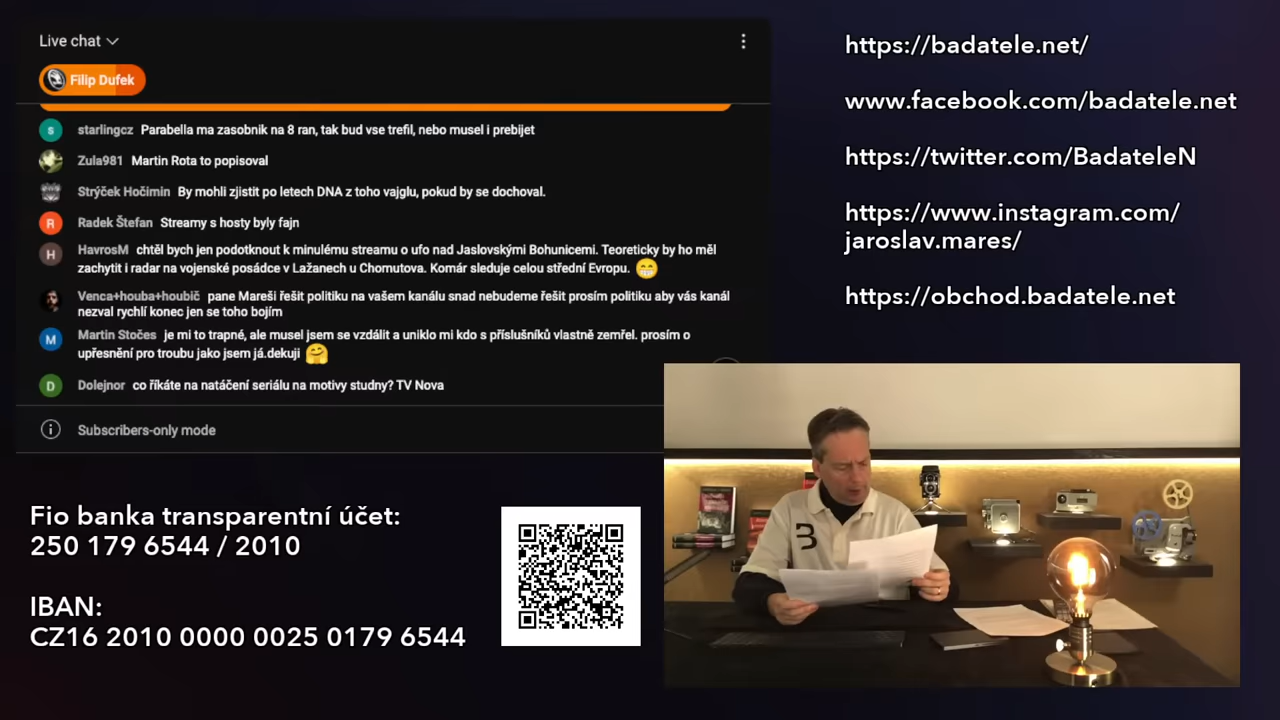 Live chat
Filip Dufek
starlingcz Parabella ma zasobnik na 8 ran, tak bud vse trefil, nebo musel i prebijet
Zula981 Martin Rota to popisoval
Strýček Hočimin By mohli zjistit po letech DNA z toho vajglu, pokud by se dochoval.
Radek Štefan Streamy s hosty byly fajn
HavrosM chtěl bych jen podotknout k minulému streamu o ufo nad Jaslovskými Bohunicemi. Teoreticky by ho měl
zachytit i radar na vojenské posádce v Lažanech u Chomutova. Komár sleduje celou střední Evropu.
Venca+houba+houbič pane Mareši řešit politiku na vašem kanálu snad nebudeme řešit prosím politiku aby vás kanál
nezval rychlí konec jen se toho bojím
Martin Stočes je mi to trapné, ale musel jsem se vzdálit a uniklo mi kdo s příslušníků vlastně zemřel. prosím o
upřesnění pro troubu jako jsem já.dekuji
Dolejnor co říkáte na natáčení seriálu na motivy studny? TV Nova
Subscribers-only mode
https://badatele.net/
www.facebook.com/badatele.net
https://twitter.com/BadateleN
https://www.instagram.com/
jaroslav.mares/
https://obchod.badatele.net
Fio banka transparentní účet:
250 179 6544 / 2010
IBAN:
CZ16 2010 0000 0025 0179 6544